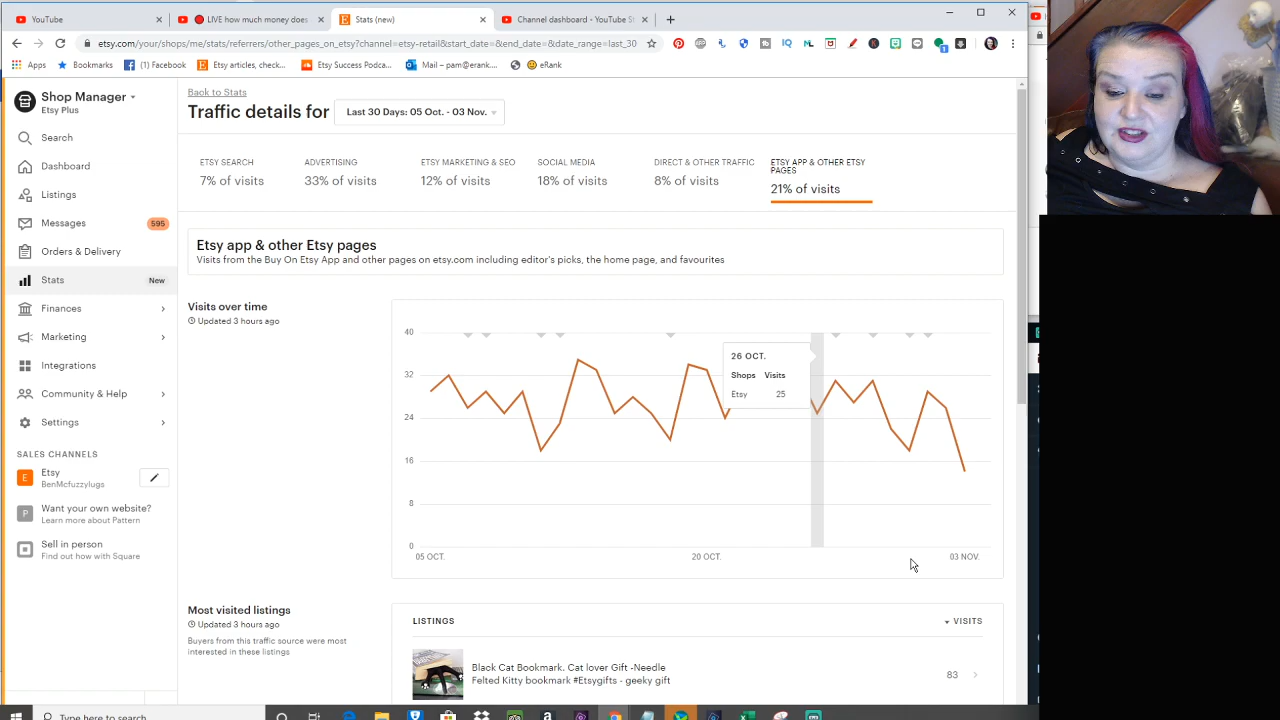 YouTube
LIVE how much money does
Stats (new)
Channel dashboard - YouTube St
etsy.com/your/shops/me/stats/referrers/other_pages_on_etsy?channel=etsy-retail&start_date=&end_date=&date_range=last_30
Apps
Bookmarks
Facebook
Etsy articles, check...
Etsy Success Podca...
Mail – pam@erank....
eRank
Shop Manager
Etsy Plus
Search
Dashboard
Listings
Messages
595
Orders & Delivery
Stats
New
Finances
Marketing
Integrations
Community & Help
Settings
SALES CHANNELS
E
Etsy
BenMcfuzzylugs
P
Want your own website?
Learn more about Pattern
Sell in person
Find out how with Square
Back to Stats
Traffic details for
Last 30 Days: 05 Oct. - 03 Nov.
ETSY SEARCH
7% of visits
ADVERTISING
33% of visits
ETSY MARKETING & SEO
12% of visits
SOCIAL MEDIA
18% of visits
DIRECT & OTHER TRAFFIC
8% of visits
ETSY APP & OTHER ETSY
PAGES
21% of visits
Etsy app & other Etsy pages
Visits from the Buy On Etsy App and other pages on etsy.com including editor's picks, the home page, and favourites
Visits over time
Updated 3 hours ago
40
32
24
16
8
0
26 OCT.
Shops Visits
Etsy 25
05 OCT.
20 OCT.
03 NOV.
Most visited listings
Updated 3 hours ago
Buyers from this traffic source were most
interested in these listings
LISTINGS
VISITS
Black Cat Bookmark. Cat lover Gift -Needle
Felted Kitty bookmark #Etsygifts - geeky gift
83
Type here to search